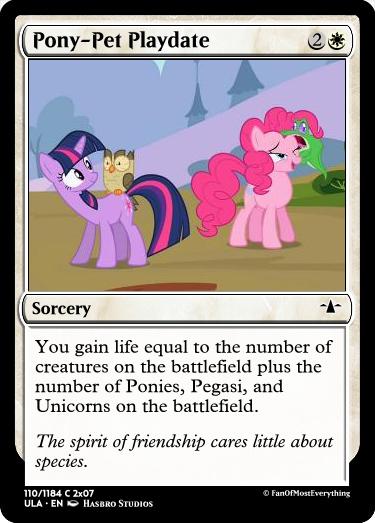 Pony-Pet Playdate 2
Sorcery
You gain life equal to the number of
creatures on the battlefield plus the
number of Ponies, Pegasi, and
Unicorns on the battlefield.
The spirit of friendship cares little about
species.
110/1184 C 2x07
ULA • EN Hasbro Studios
© FanOfMostEverything